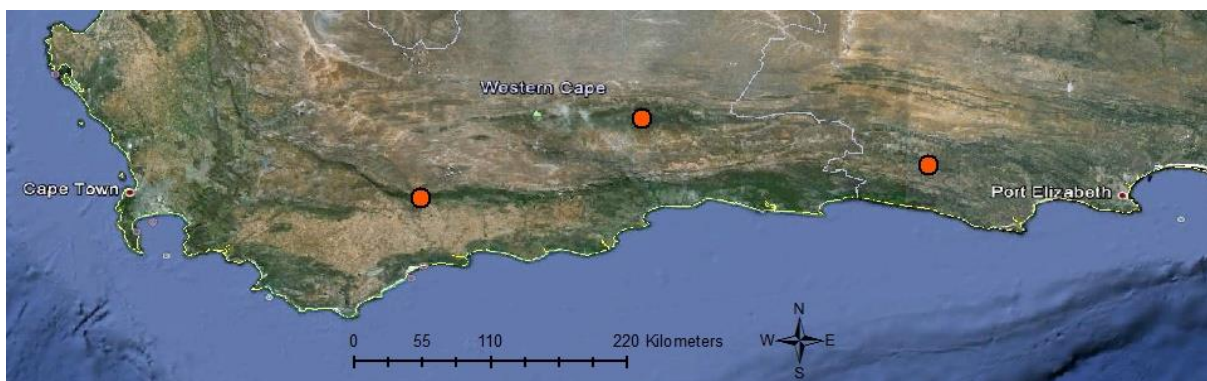 Western Cape
Cape Town
Port Elizabeth
N
W E
S
0 55 110 220 Kilometers